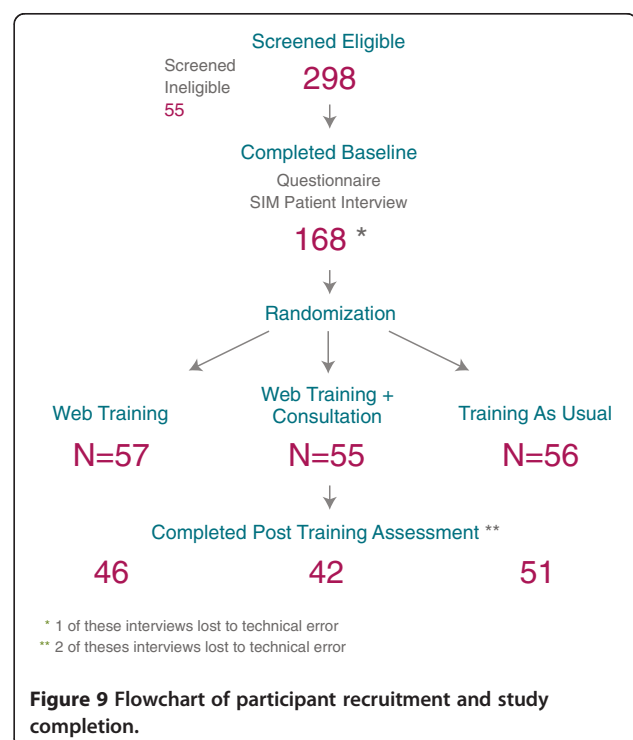 Screened Eligible
Screened
Ineligible
55
298
Completed Baseline
Questionnaire
SIM Patient Interview
168 *
Randomization
Web Training
Web Training +
Consultation
Training As Usual
N=57
N=55
N=56
Completed Post Training Assessment **
46
42
51
* 1 of these interviews lost to technical error
** 2 of theses interviews lost to technical error
Figure 9 Flowchart of participant recruitment and study
completion.